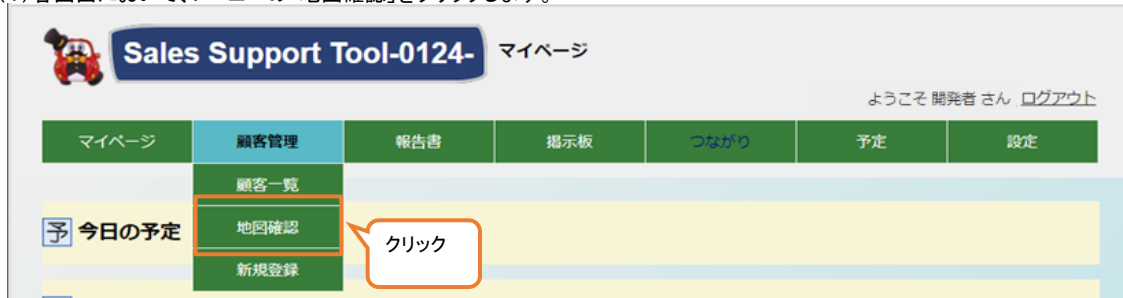 Sales Support Tool-0124-
マイページ
ようこそ 開発者 さん ログアウト
マイページ 顧客管理 報告書 掲示板 つながり 予定 設定
顧客一覧
地図確認
新規登録
予 今日の予定
クリック